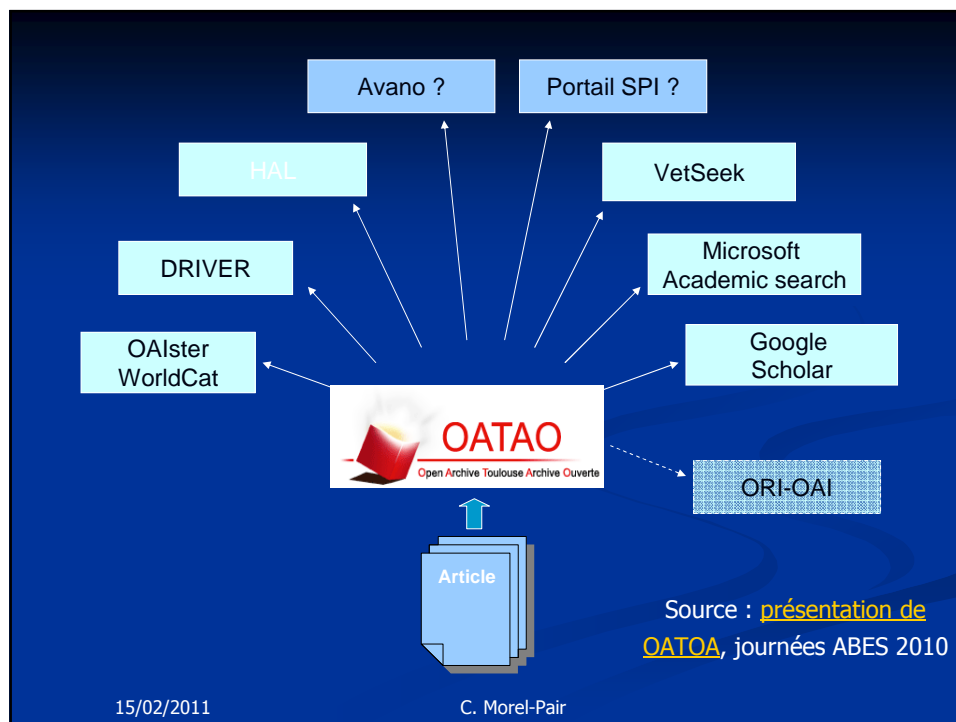 Avano ?
Portail SPI ?
HAL
VetSeek
DRIVER
Microsoft
Academic search
OAIster
WorldCat
Google
Scholar
OATAO
Open Archive Toulouse Archive Ouverte
ORI-OAI
Article
Source : présentation de
OATOA, journées ABES 2010
15/02/2011
C. Morel-Pair